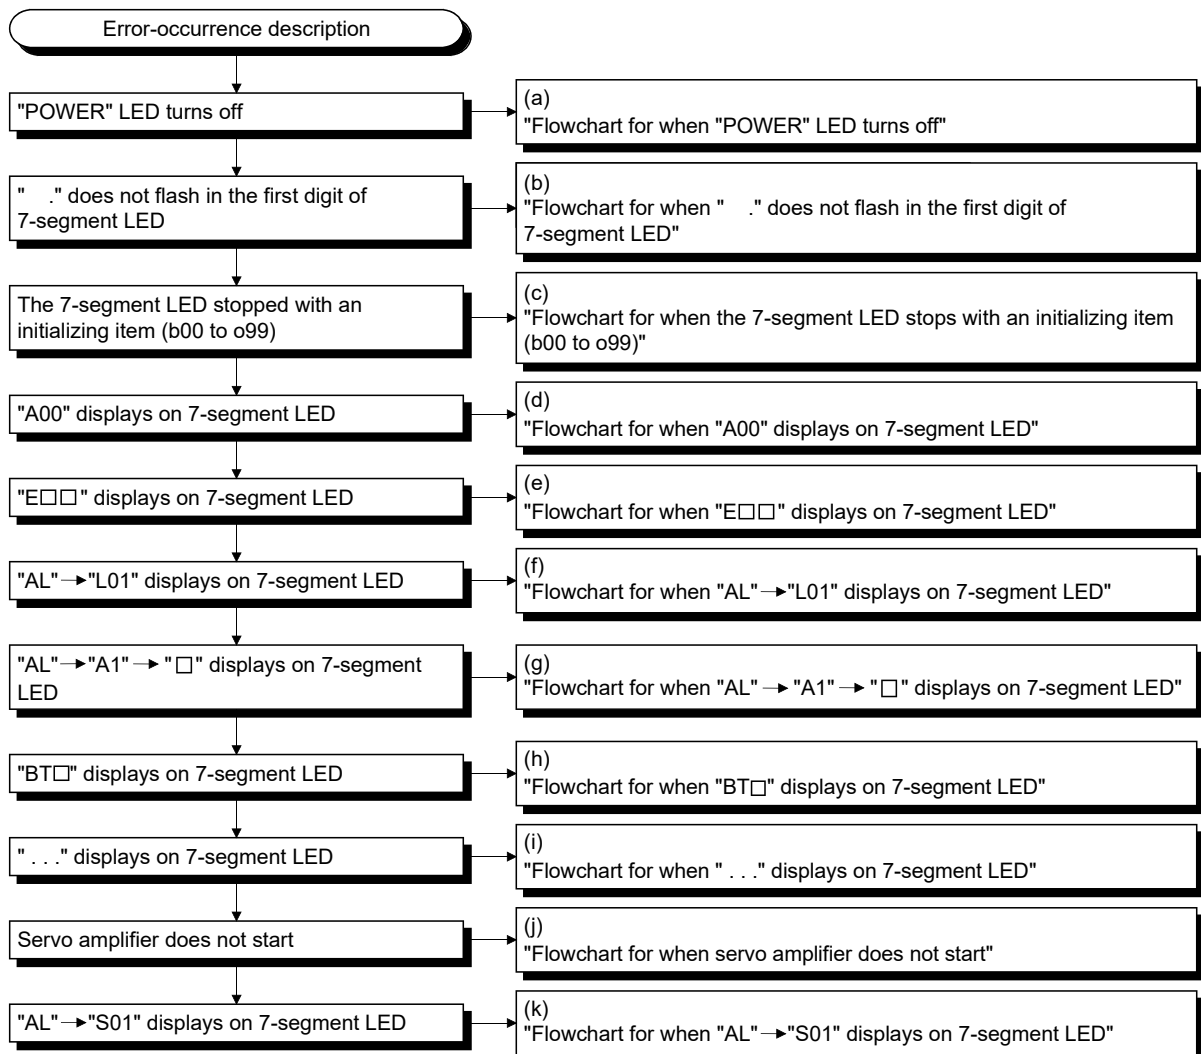 Error-occurrence description
"POWER" LED turns off
(a)
"Flowchart for when "POWER" LED turns off"
"   ." does not flash in the first digit of
7-segment LED
(b)
"Flowchart for when "   ." does not flash in the first digit of
7-segment LED"
The 7-segment LED stopped with an
initializing item (b00 to o99)
(c)
"Flowchart for when the 7-segment LED stops with an initializing item
(b00 to o99)"
"A00" displays on 7-segment LED
(d)
"Flowchart for when "A00" displays on 7-segment LED"
"E□□" displays on 7-segment LED
(e)
"Flowchart for when "E□□" displays on 7-segment LED"
"AL"→"L01" displays on 7-segment LED
(f)
"Flowchart for when "AL"→"L01" displays on 7-segment LED"
"AL"→"A1"→"□" displays on 7-segment
LED
(g)
"Flowchart for when "AL"→"A1"→"□" displays on 7-segment LED"
"BT□" displays on 7-segment LED
(h)
"Flowchart for when "BT□" displays on 7-segment LED"
" . . ." displays on 7-segment LED
(i)
"Flowchart for when " . . ." displays on 7-segment LED"
Servo amplifier does not start
(j)
"Flowchart for when servo amplifier does not start"
"AL"→"S01" displays on 7-segment LED
(k)
"Flowchart for when "AL"→"S01" displays on 7-segment LED"